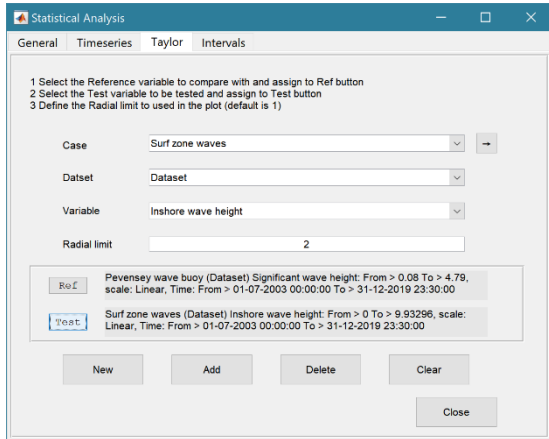 Statistical Analysis
General Timeseries Taylor Intervals
1 Select the Reference variable to compare with and assign to Ref button
2 Select the Test variable to be tested and assign to Test button
3 Define the Radial limit to used in the plot (default is 1)
Case Surf zone waves →
Datset Dataset
Variable Inshore wave height
Radial limit 2
Ref Pevensey wave buoy (Dataset) Significant wave height: From > 0.08 To > 4.79,
scale: Linear, Time: From > 01-07-2003 00:00:00 To > 31-12-2019 23:30:00
Test Surf zone waves (Dataset) Inshore wave height: From > 0 To > 9.93296, scale:
Linear, Time: From > 01-07-2003 00:00:00 To > 31-12-2019 23:30:00
New Add Delete Clear
Close